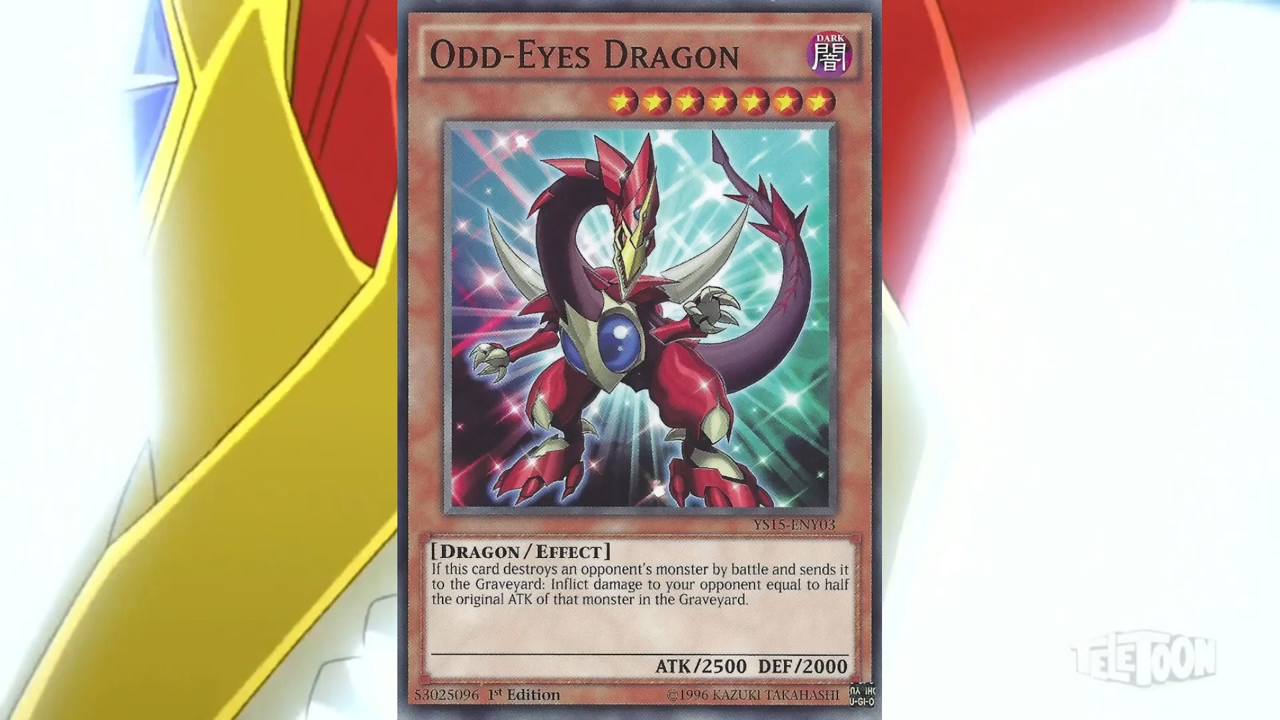 ODD-EYES DRAGON
DARK
闇
YS15-ENY03
[DRAGON/EFFECT]
If this card destroys an opponent's monster by battle and sends it
to the Graveyard: Inflict damage to your opponent equal to half
the original ATK of that monster in the Graveyard.
ATK/2500 DEF/2000
53025096 1st Edition ©1996 KAZUKI TAKAHASHI
TELETOON